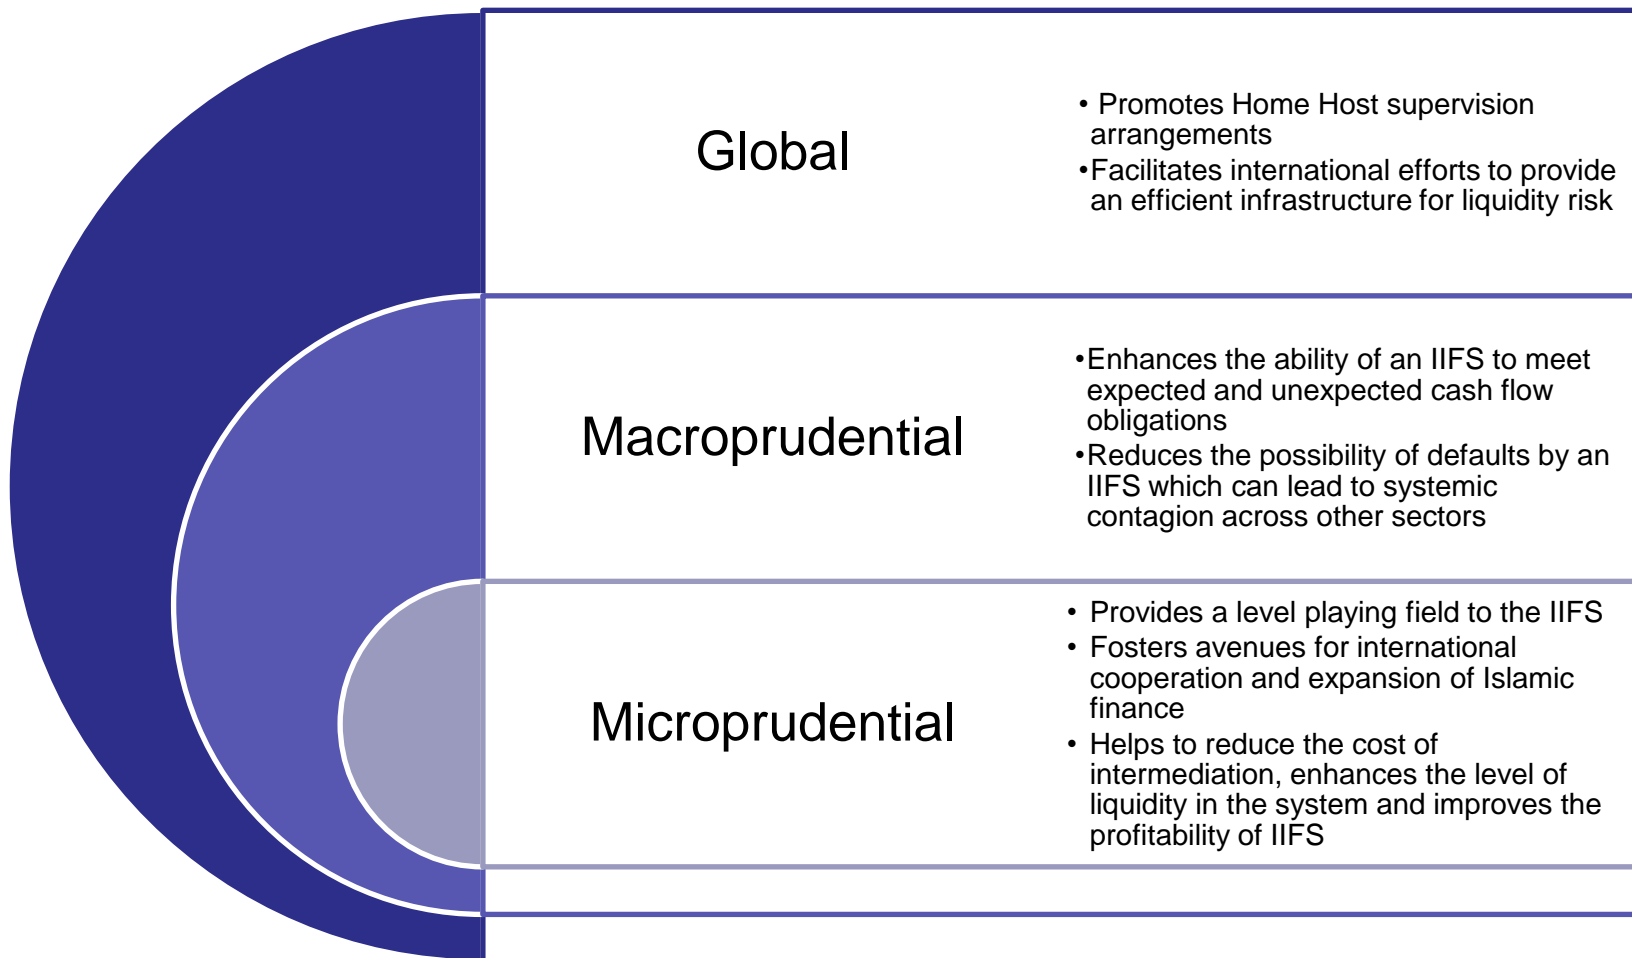 Global
• Promotes Home Host supervision
arrangements
•Facilitates international efforts to provide
an efficient infrastructure for liquidity risk
Macroprudential
•Enhances the ability of an IIFS to meet
expected and unexpected cash flow
obligations
•Reduces the possibility of defaults by an
IIFS which can lead to systemic
contagion across other sectors
Microprudential
• Provides a level playing field to the IIFS
• Fosters avenues for international
cooperation and expansion of Islamic
finance
• Helps to reduce the cost of
intermediation, enhances the level of
liquidity in the system and improves the
profitability of IIFS